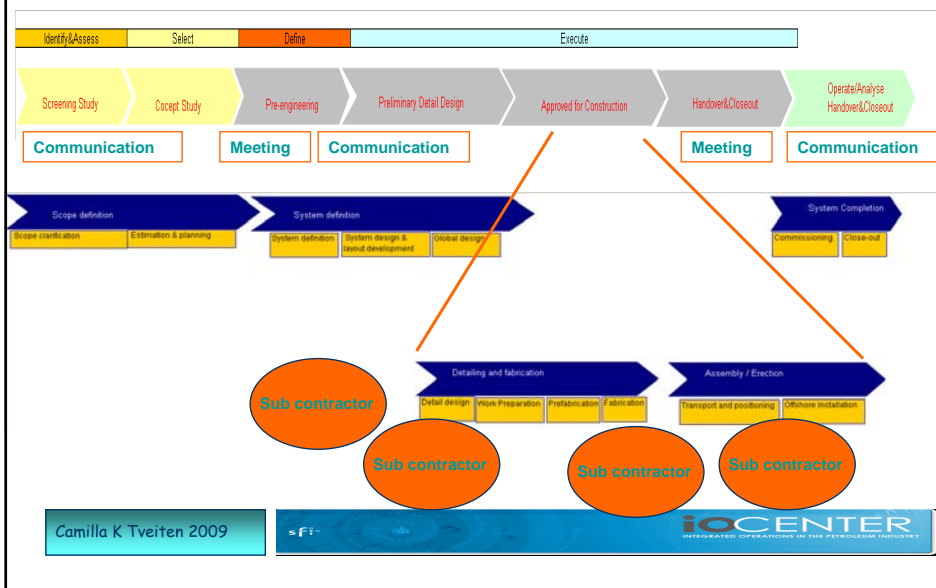 Identify&Assess
Select
Define
Execute
Screening Study
Cocept Study
Pre-engineering
Preliminary Detail Design
Approved for Construction
Handover&Closeout
Operate/Analyse
Handover&Closeout
Communication
Meeting
Communication
Meeting
Communication
Scope definition
System definition
System Completion
Scope clarification
Estimation & planning
System definition
System design &
layout development
Global design
Commissioning
Close-out
Detailing and fabrication
Assembly / Erection
Sub contractor
Detail design
Work Preparation
Prefabrication
Fabrication
Transport and positioning
Offshore installation
Sub contractor
Sub contractor
Sub contractor
Camilla K Tveiten 2009
sfi-
iOCENTER
INTEGRATED OPERATIONS IN THE PETROLEUM INDUSTRY